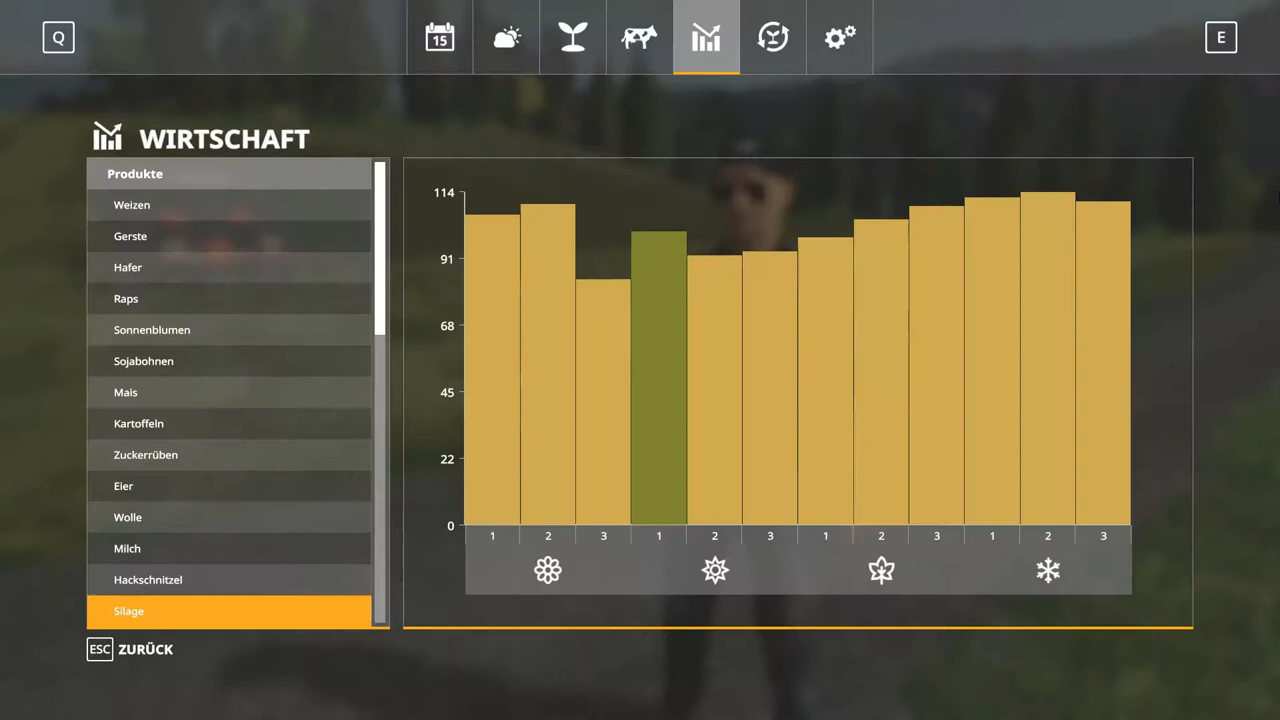 Q
15
E
WIRTSCHAFT
Produkte
Weizen
Gerste
Hafer
Raps
Sonnenblumen
Sojabohnen
Mais
Kartoffeln
Zuckerrüben
Eier
Wolle
Milch
Hackschnitzel
Silage
114
91
68
45
22
0
1 2 3 1 2 3 1 2 3 1 2 3
ESC ZURÜCK